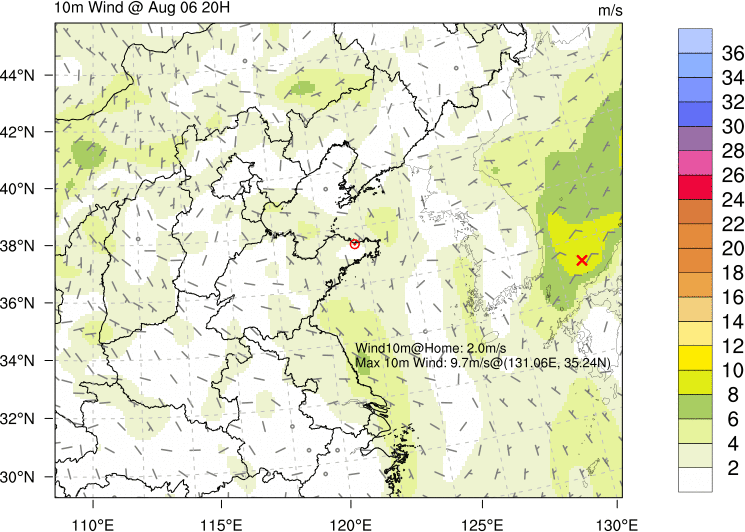 10m Wind @ Aug 06 20H
m/s
44°N
42°N
40°N
38°N
36°N
34°N
32°N
30°N
110°E
115°E
120°E
125°E
130°E
Wind10m@Home: 2.0m/s
Max 10m Wind: 9.7m/s@(131.06E, 35.24N)
36
34
32
30
28
26
24
22
20
18
16
14
12
10
8
6
4
2